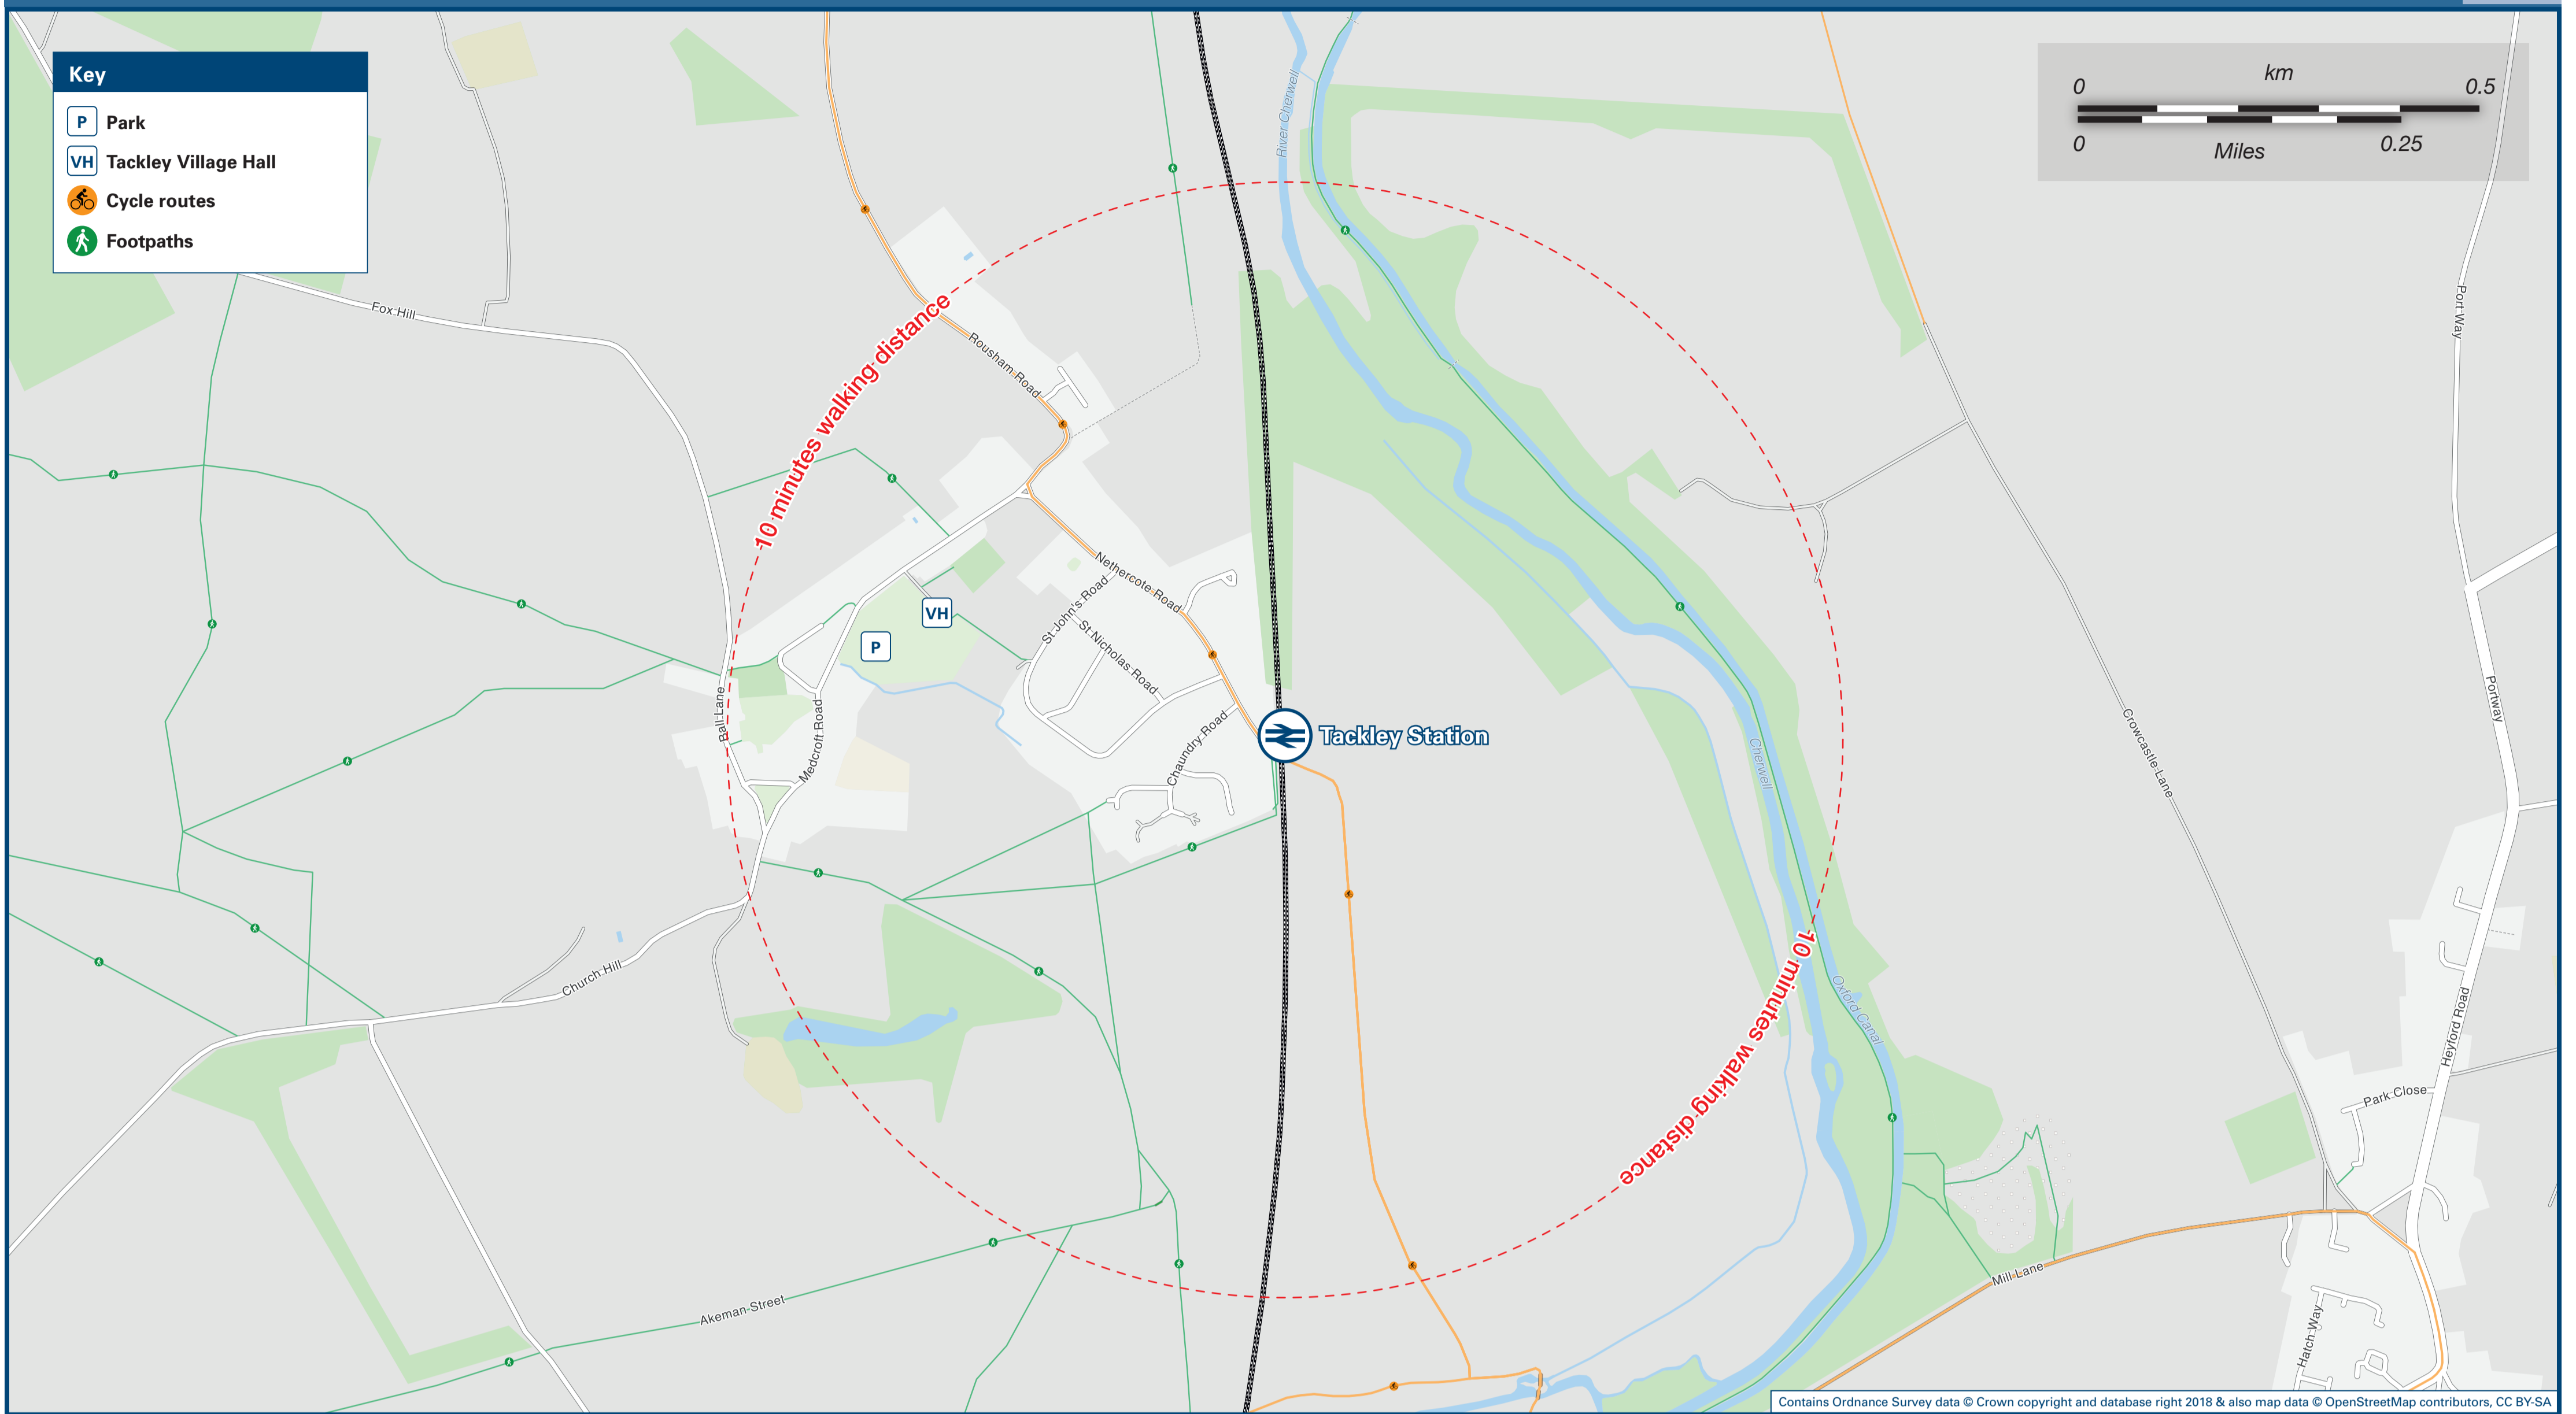 Key
P Park
VH Tackley Village Hall
Cycle routes
Footpaths
km
0 0.5
0 0.25
Miles
River Cherwell
Fox Hill
Port Way
10 minutes walking distance
Rousham Road
Nethercote Road
St John's Road
VH
P
St Nicholas Road
Ball Lane
Medcroft Road
Chaundry Road
Tackley Station
Portway
Crowcastle Lane
Cherwell
Church Hill
Oxford Canal
10 minutes walking distance
Heyford Road
Park Close
Mill Lane
Akeman Street
Hatch Way
Contains Ordnance Survey data © Crown copyright and database right 2018 & also map data © OpenStreetMap contributors, CC BY-SA